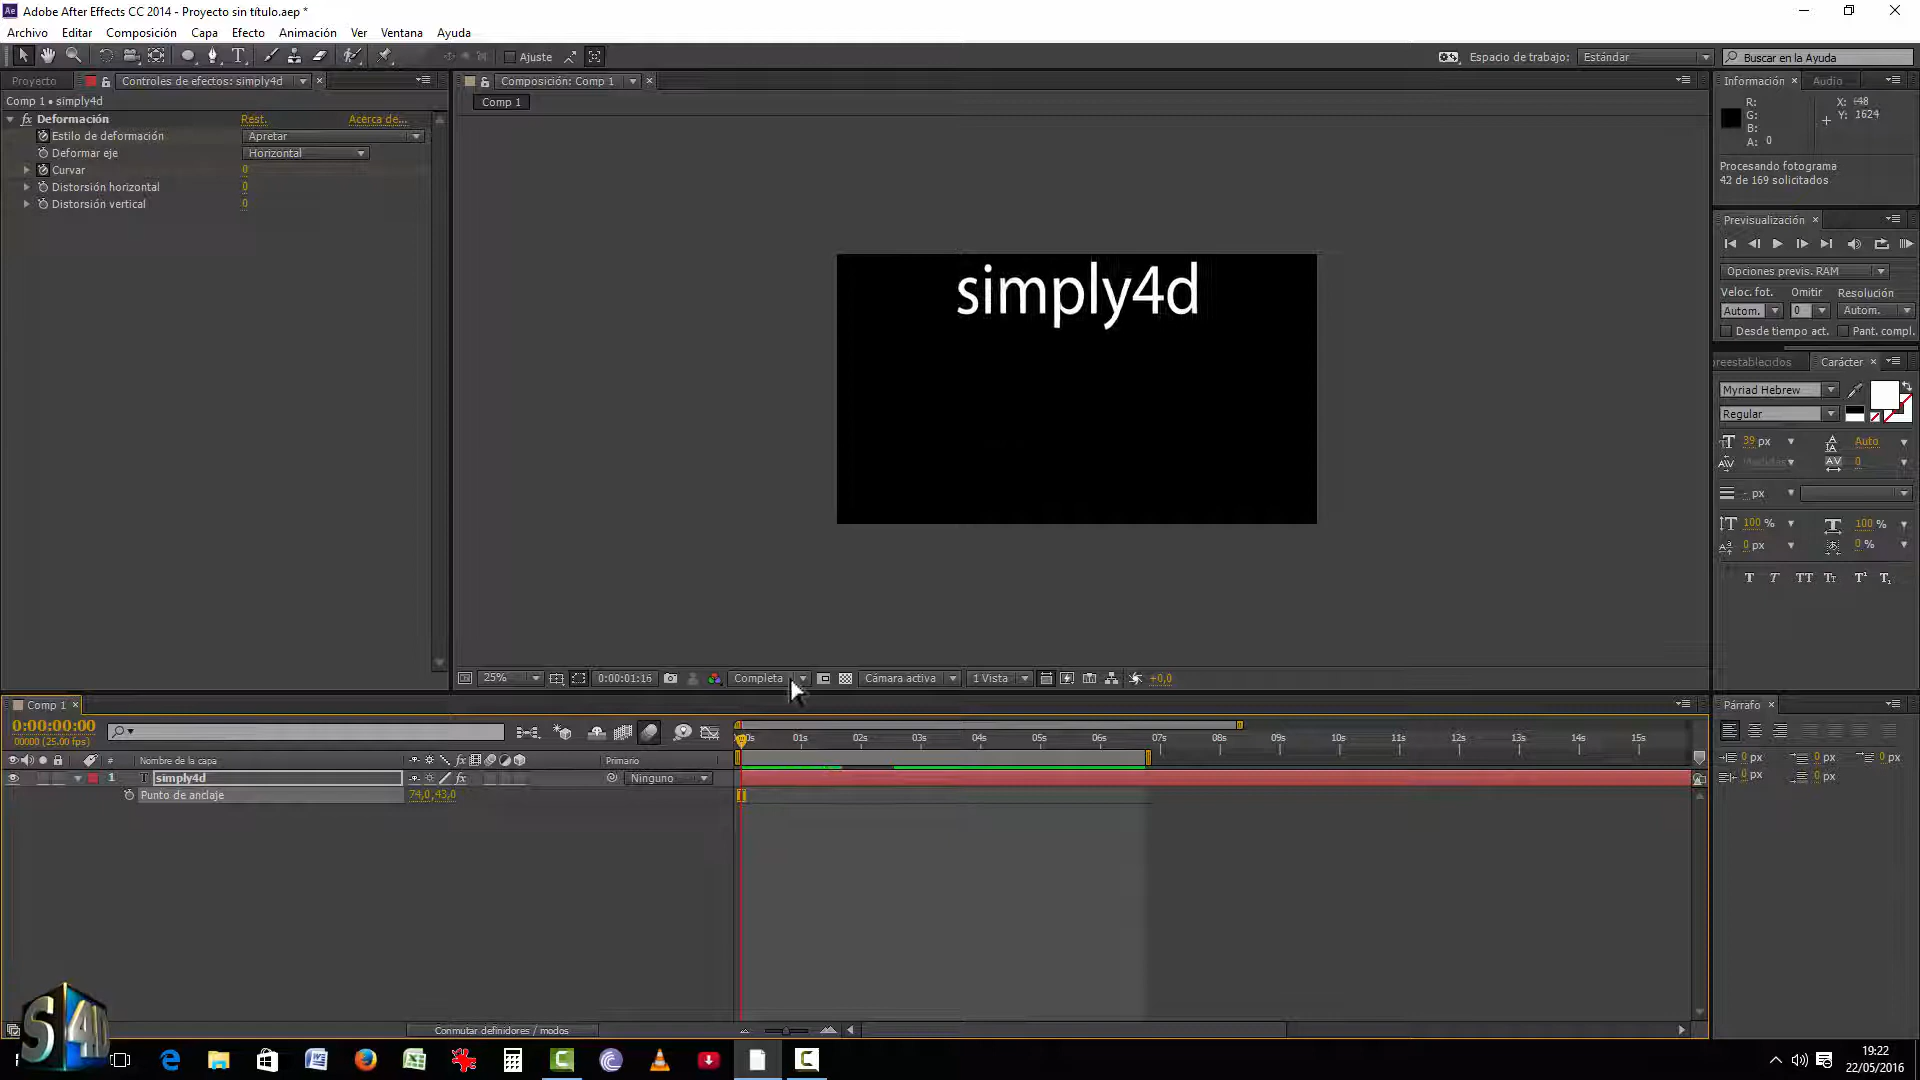 Adobe After Effects CC 2014 - Proyecto sin título.aep *
Archivo Editar Composición Capa Efecto Animación Ver Ventana Ayuda
Ajuste Espacio de trabajo: Estándar Buscar en la Ayuda
Proyecto Controles de efectos: simply4d Composición: Comp 1 Información Audio
Comp 1 • simply4d
Comp 1
Deformación Rest. Acerca de...
Estilo de deformación Apretar
Deformar eje Horizontal
Curvar 0
Distorsión horizontal 0
Distorsión vertical 0
R:
G:
B:
A: 0
X:
Y: 1624
Procesando fotograma
42 de 169 solicitados
Previsualización
Opciones previs. RAM
Veloc. fot. Omitir Resolución
Autom. 0 Autom.
Desde tiempo act. Pant. compl.
reestablecidos Carácter
Myriad Hebrew
Regular
39 px Auto
0
- px
100 % 100 %
0 px 0 %
T T TT Tt T¹ T₁
simply4d
25% 0:00:01:16 Completa Cámara activa 1 Vista +0,0
Comp 1
0:00:00:00
00000 (25.00 fps)
0s 01s 02s 03s 04s 05s 06s 07s 08s 09s 10s 11s 12s 13s 14s 15s
# Nombre de la capa Primario
1 T simply4d fx Ninguno
Punto de anclaje 74,0,43,0
Párrafo
0 px 0 px 0 px
0 px 0 px
Conmutar definidores / modos
S4D
19:22
22/05/2016